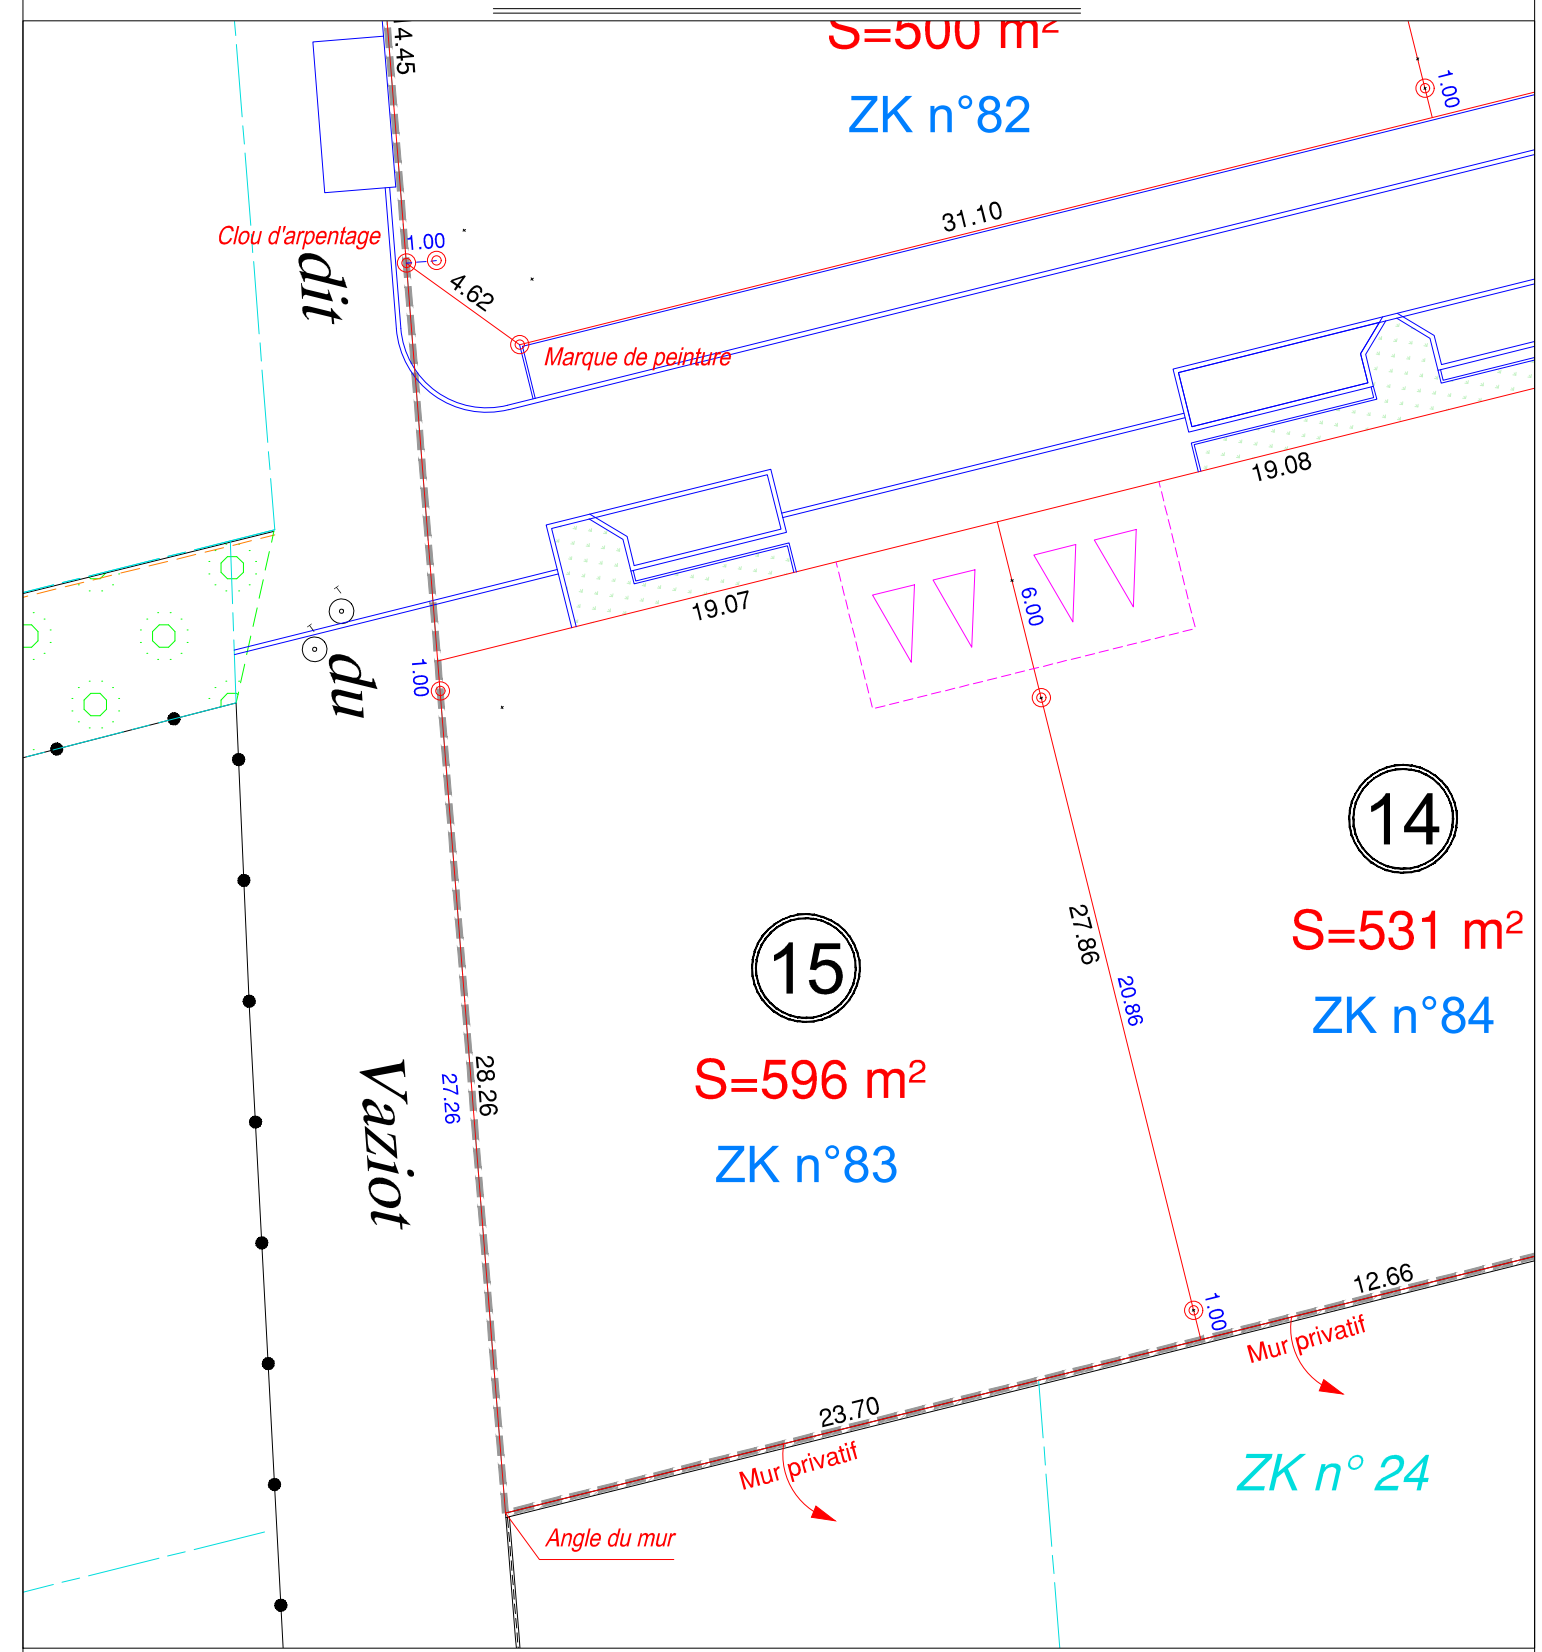 S=500 m²
ZK n°82
4.45
1.00
Clou d'arpentage
1.00
4.62
31.10
Marque de peinture
dit
19.08
19.07
6.00
T
T
1.00
du
14
S=531 m²
ZK n°84
15
S=596 m²
ZK n°83
27.86
20.86
28.26
27.26
Vaziot
12.66
1.00
Mur privatif
23.70
Mur privatif
ZK n° 24
Angle du mur